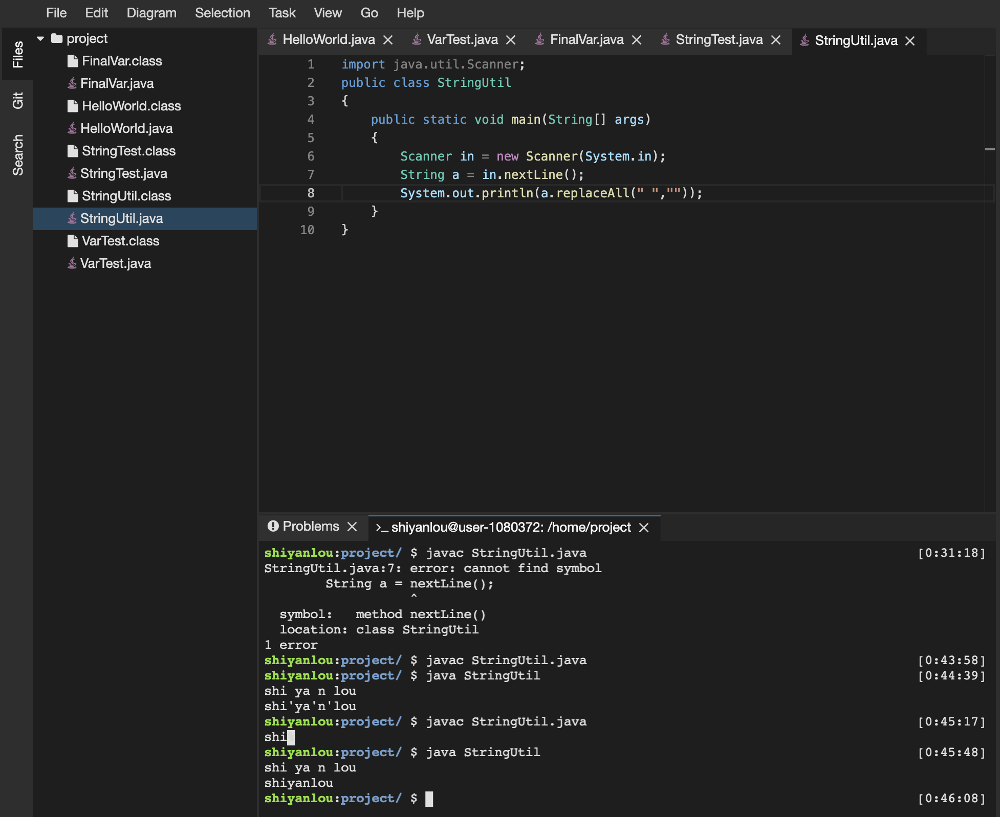 File Edit Diagram Selection Task View Go Help
Files
Git
Search
project
FinalVar.class
FinalVar.java
HelloWorld.class
HelloWorld.java
StringTest.class
StringTest.java
StringUtil.class
StringUtil.java
VarTest.class
VarTest.java
HelloWorld.java VarTest.java FinalVar.java StringTest.java StringUtil.java
1 import java.util.Scanner;
2 public class StringUtil
3 {
4     public static void main(String[] args)
5     {
6         Scanner in = new Scanner(System.in);
7         String a = in.nextLine();
8         System.out.println(a.replaceAll(" ",""));
9     }
10 }
Problems >_ shiyanlou@user-1080372: /home/project
shiyanlou:project/ $ javac StringUtil.java [0:31:18]
StringUtil.java:7: error: cannot find symbol
        String a = nextLine();
                   ^
  symbol:   method nextLine()
  location: class StringUtil
1 error
shiyanlou:project/ $ javac StringUtil.java [0:43:58]
shiyanlou:project/ $ java StringUtil [0:44:39]
shi ya n lou
shi'ya'n'lou
shiyanlou:project/ $ javac StringUtil.java [0:45:17]
shi%
shiyanlou:project/ $ java StringUtil [0:45:48]
shi ya n lou
shiyanlou
shiyanlou:project/ $ [0:46:08]